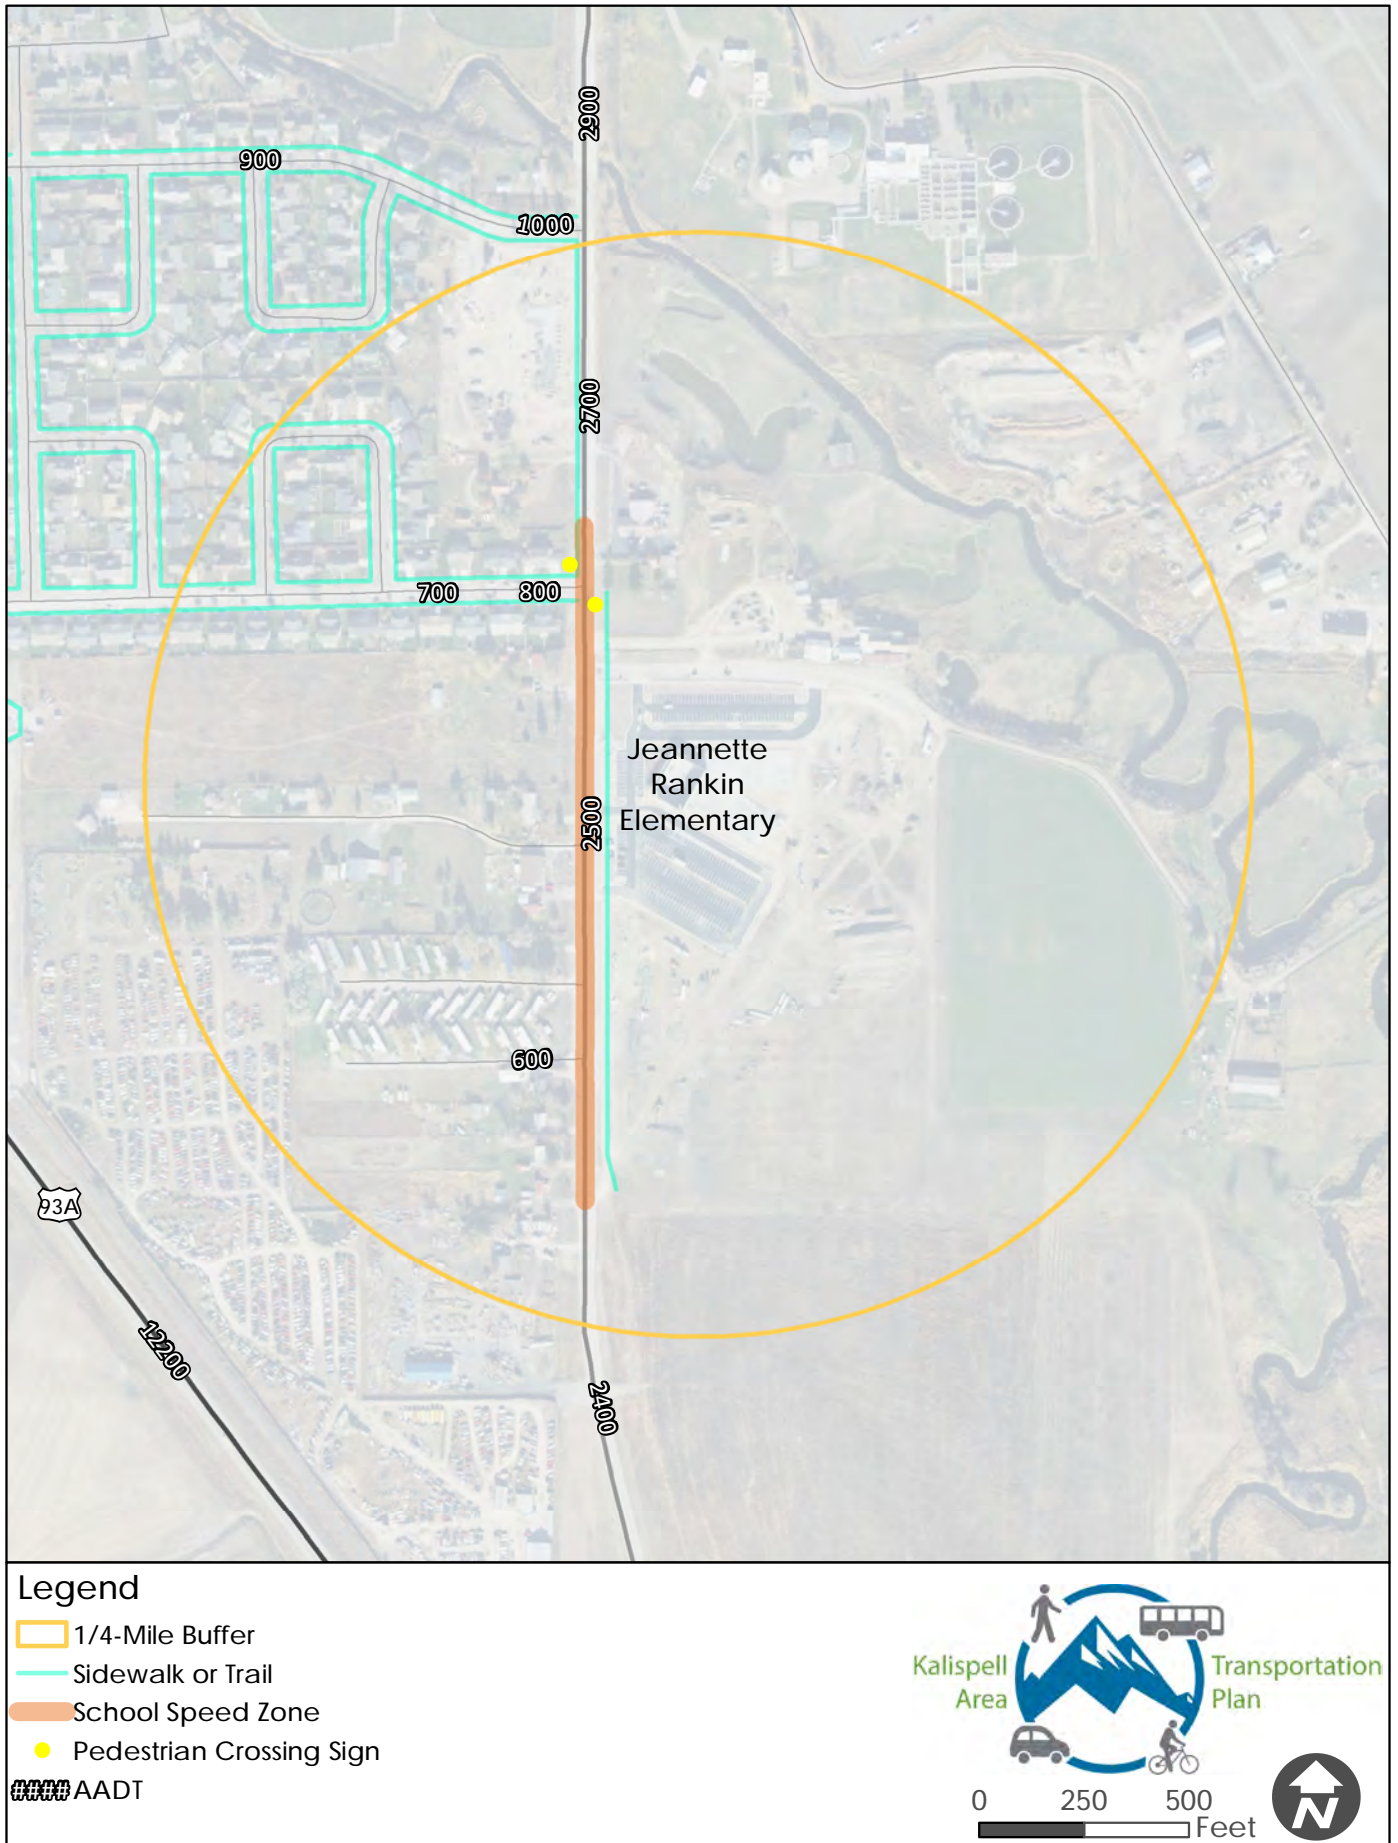 2900
900
1000
2700
700
800
Jeannette
Rankin
Elementary
2500
600
93A
12200
2400
Legend
1/4-Mile Buffer
Sidewalk or Trail
School Speed Zone
Pedestrian Crossing Sign
#### AADT
Kalispell
Area
Transportation
Plan
0 250 500
Feet
N